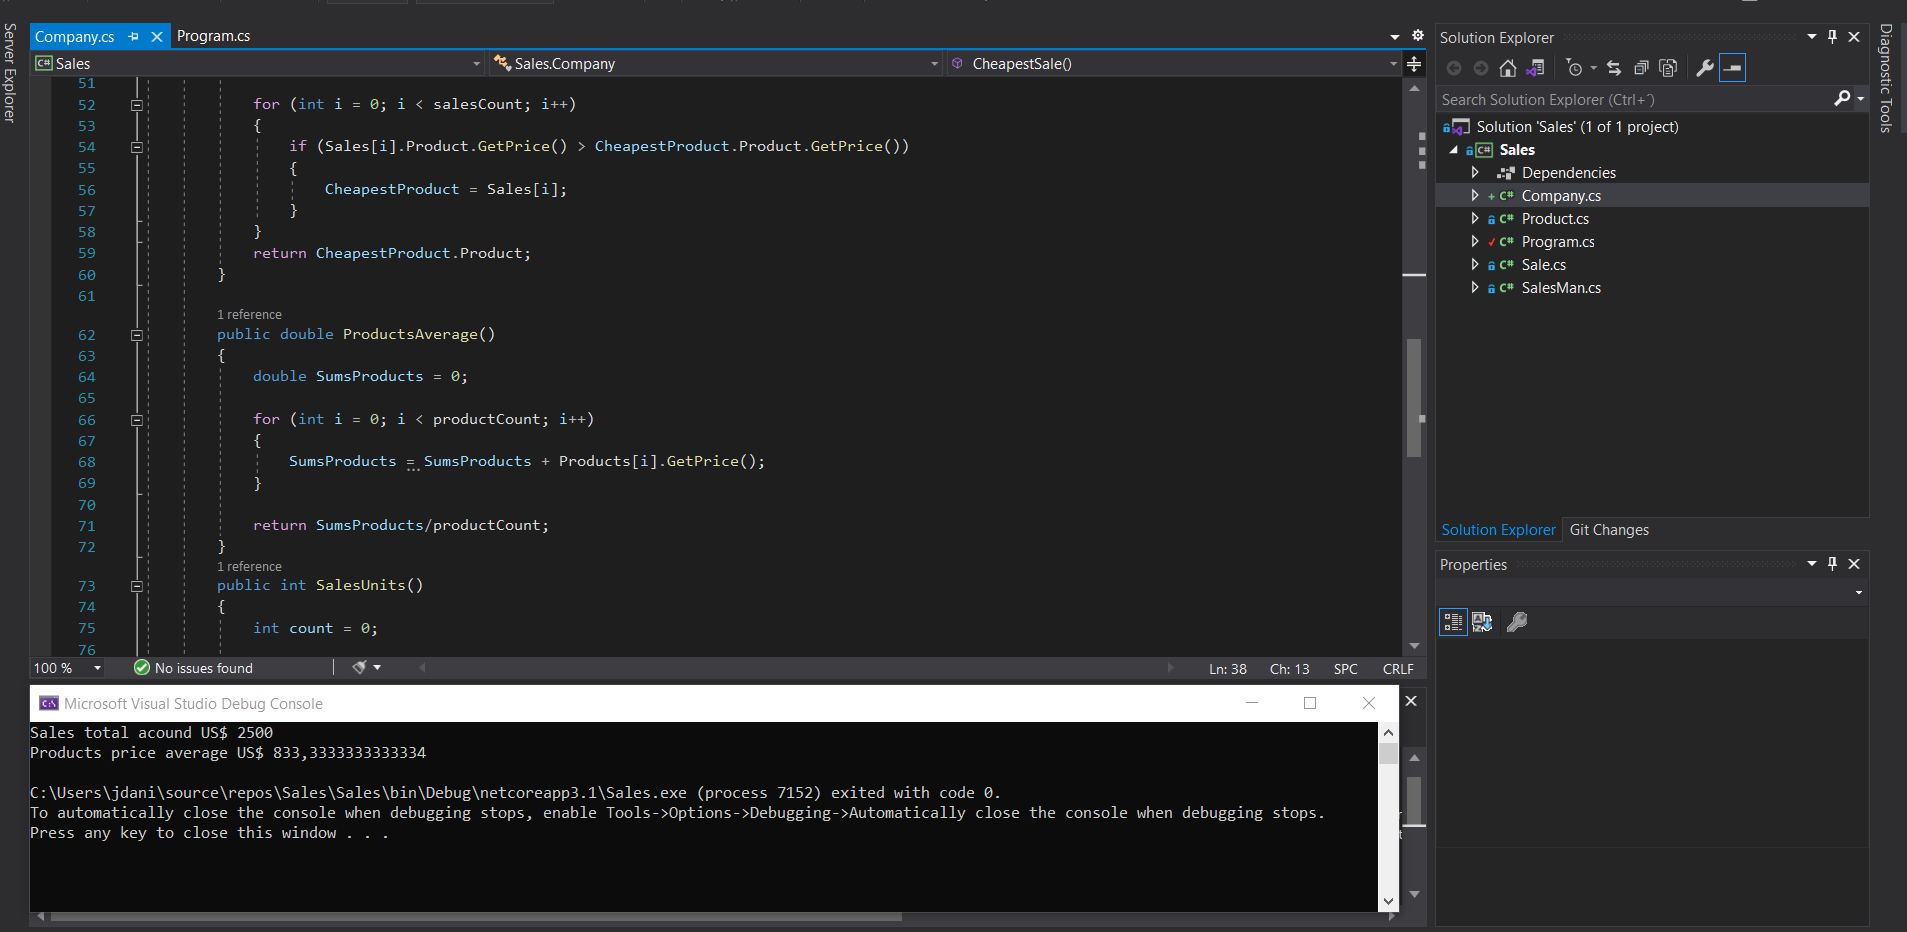 Server Explorer
Company.cs
Program.cs
C# Sales
Sales.Company
CheapestSale()
51
52 for (int i = 0; i < salesCount; i++)
53 {
54 if (Sales[i].Product.GetPrice() > CheapestProduct.Product.GetPrice())
55 {
56 CheapestProduct = Sales[i];
57 }
58 }
59 return CheapestProduct.Product;
60 }
61
1 reference
62 public double ProductsAverage()
63 {
64 double SumsProducts = 0;
65
66 for (int i = 0; i < productCount; i++)
67 {
68 SumsProducts = SumsProducts + Products[i].GetPrice();
69 }
70
71 return SumsProducts/productCount;
72 }
1 reference
73 public int SalesUnits()
74 {
75 int count = 0;
76
100 %
No issues found
Ln: 38 Ch: 13 SPC CRLF
C:\ Microsoft Visual Studio Debug Console
Sales total acound US$ 2500
Products price average US$ 833,3333333333334
C:\Users\jdani\source\repos\Sales\Sales\bin\Debug\netcoreapp3.1\Sales.exe (process 7152) exited with code 0.
To automatically close the console when debugging stops, enable Tools->Options->Debugging->Automatically close the console when debugging stops.
Press any key to close this window . . .
Solution Explorer
Search Solution Explorer (Ctrl+´)
Solution 'Sales' (1 of 1 project)
C# Sales
Dependencies
C# Company.cs
C# Product.cs
C# Program.cs
C# Sale.cs
C# SalesMan.cs
Solution Explorer
Git Changes
Properties
Diagnostic Tools